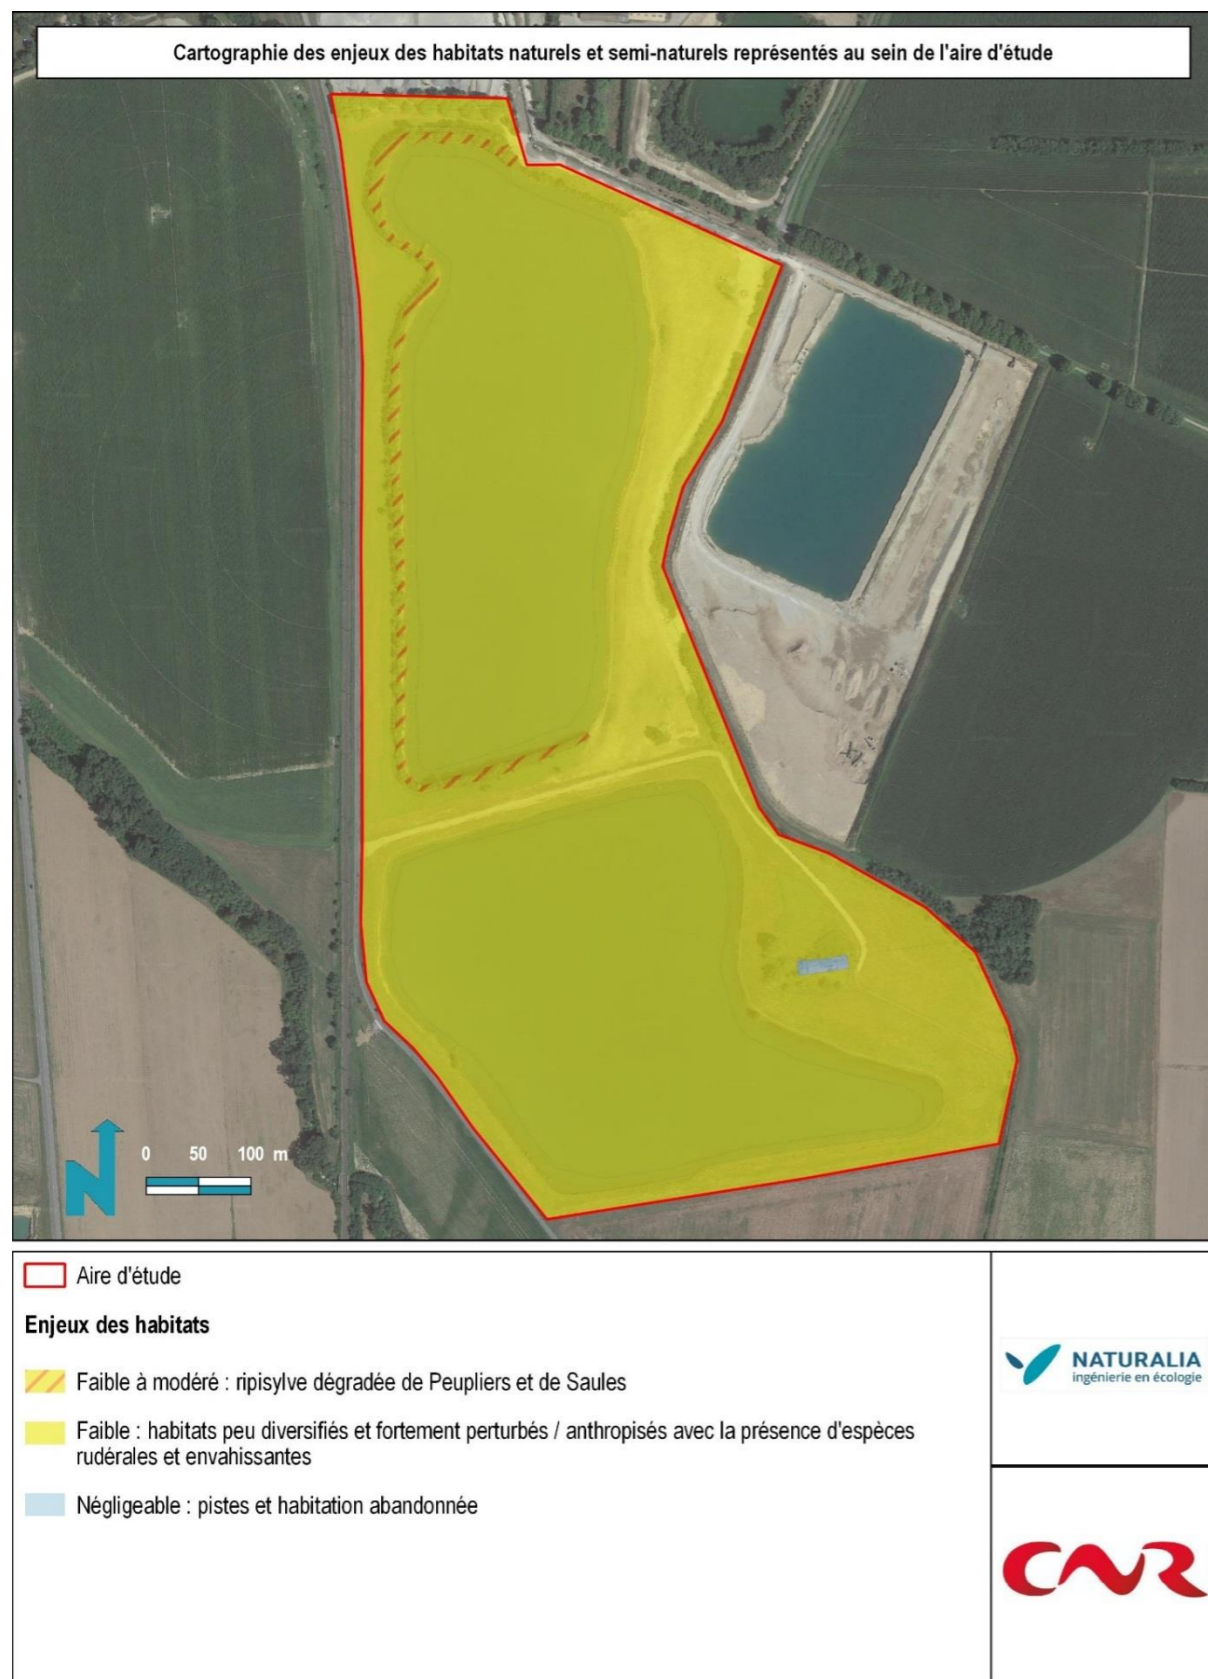 Cartographie des enjeux des habitats naturels et semi-naturels représentés au sein de l'aire d'étude
N
0 50 100 m
Aire d'étude
Enjeux des habitats
Faible à modéré : ripisylve dégradée de Peupliers et de Saules
Faible : habitats peu diversifiés et fortement perturbés / anthropisés avec la présence d'espèces
rudérales et envahissantes
Négligeable : pistes et habitation abandonnée
NATURALIA
ingénierie en écologie
CNR